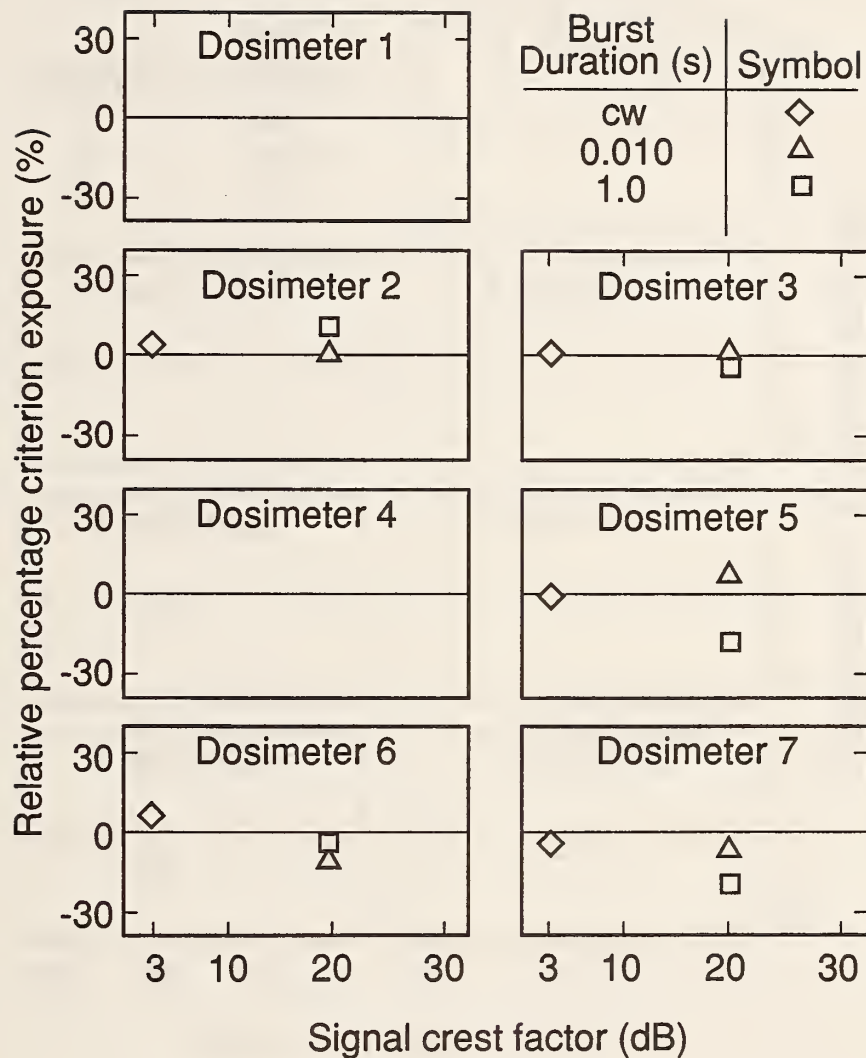 Relative percentage criterion exposure (%)
Dosimeter 1
30
0
-30
Burst Duration (s) Symbol
cw ◇
0.010 △
1.0 □
Dosimeter 2
30
0
-30
Dosimeter 3
Dosimeter 4
30
0
-30
Dosimeter 5
Dosimeter 6
30
0
-30
Dosimeter 7
3 10 20 30
3 10 20 30
Signal crest factor (dB)